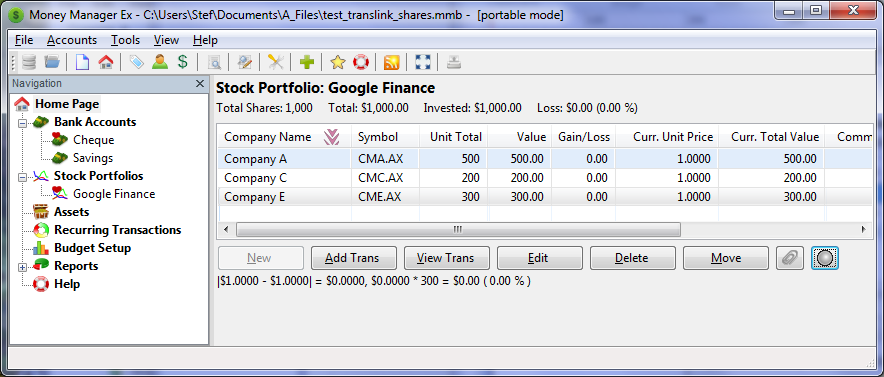 Money Manager Ex - C:\Users\Stef\Documents\A_Files\test_translink_shares.mmb - [portable mode]
File Accounts Tools View Help
Navigation
Home Page
Bank Accounts
Cheque
Savings
Stock Portfolios
Google Finance
Assets
Recurring Transactions
Budget Setup
Reports
Help
Stock Portfolio: Google Finance
Total Shares: 1,000 Total: $1,000.00 Invested: $1,000.00 Loss: $0.00 (0.00 %)
Company Name Symbol Unit Total Value Gain/Loss Curr. Unit Price Curr. Total Value Comm
Company A CMA.AX 500 500.00 0.00 1.0000 500.00
Company C CMC.AX 200 200.00 0.00 1.0000 200.00
Company E CME.AX 300 300.00 0.00 1.0000 300.00
New Add Trans View Trans Edit Delete Move
|$1.0000 - $1.0000| = $0.0000, $0.0000 * 300 = $0.00 ( 0.00 % )